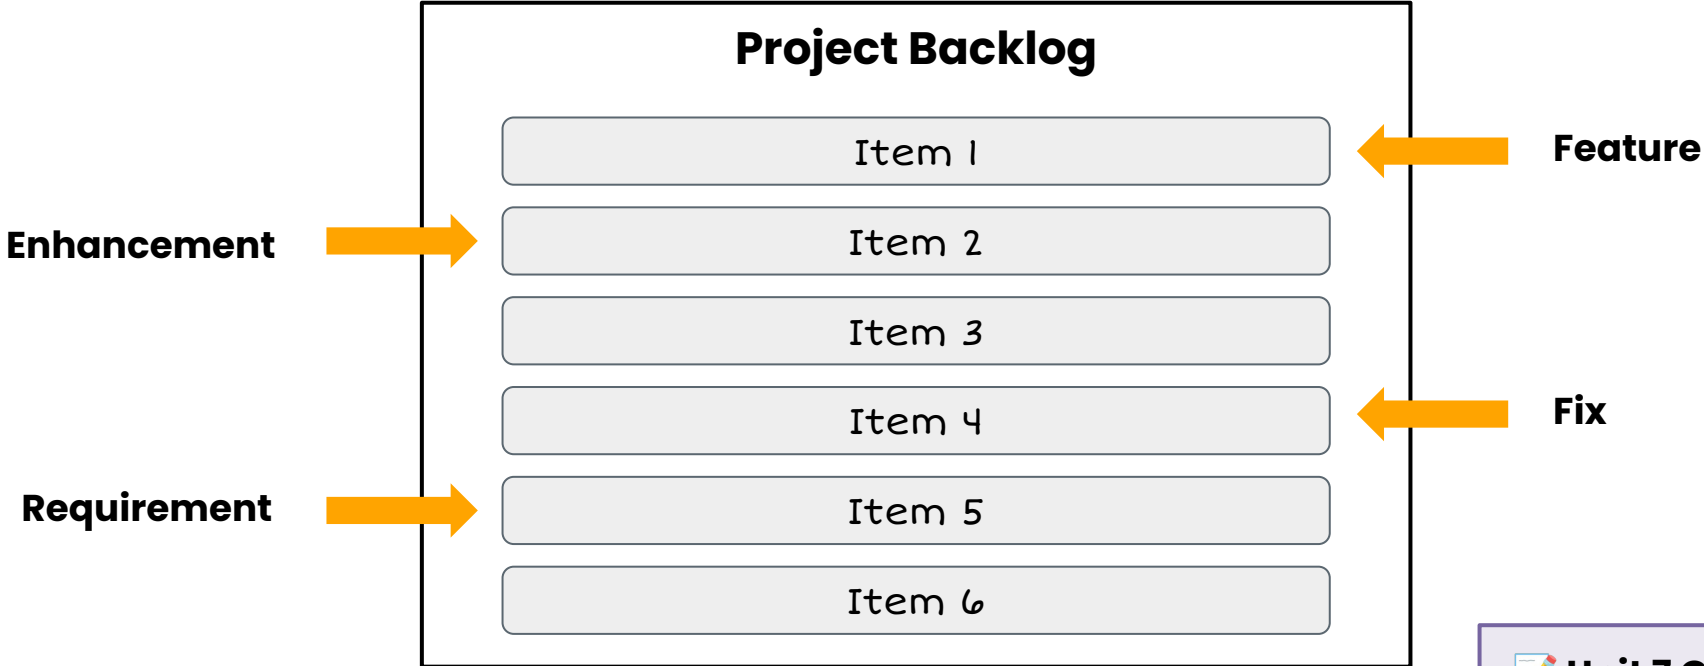 Project Backlog
Item 1
Feature
Enhancement
Item 2
Item 3
Item 4
Fix
Requirement
Item 5
Item 6